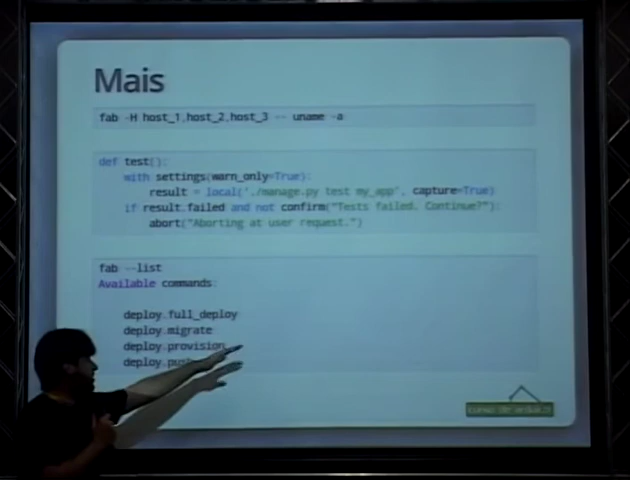 Mais
fab -H host_1,host_2,host_3 -- uname -a
def test():
with settings(warn_only=True):
result = local('./manage.py test my_app', capture=True)
if result.failed and not confirm("Tests failed. Continue?"):
abort("Aborting at user request.")
fab --list
Available commands:
deploy.full_deploy
deploy.migrate
deploy.provision